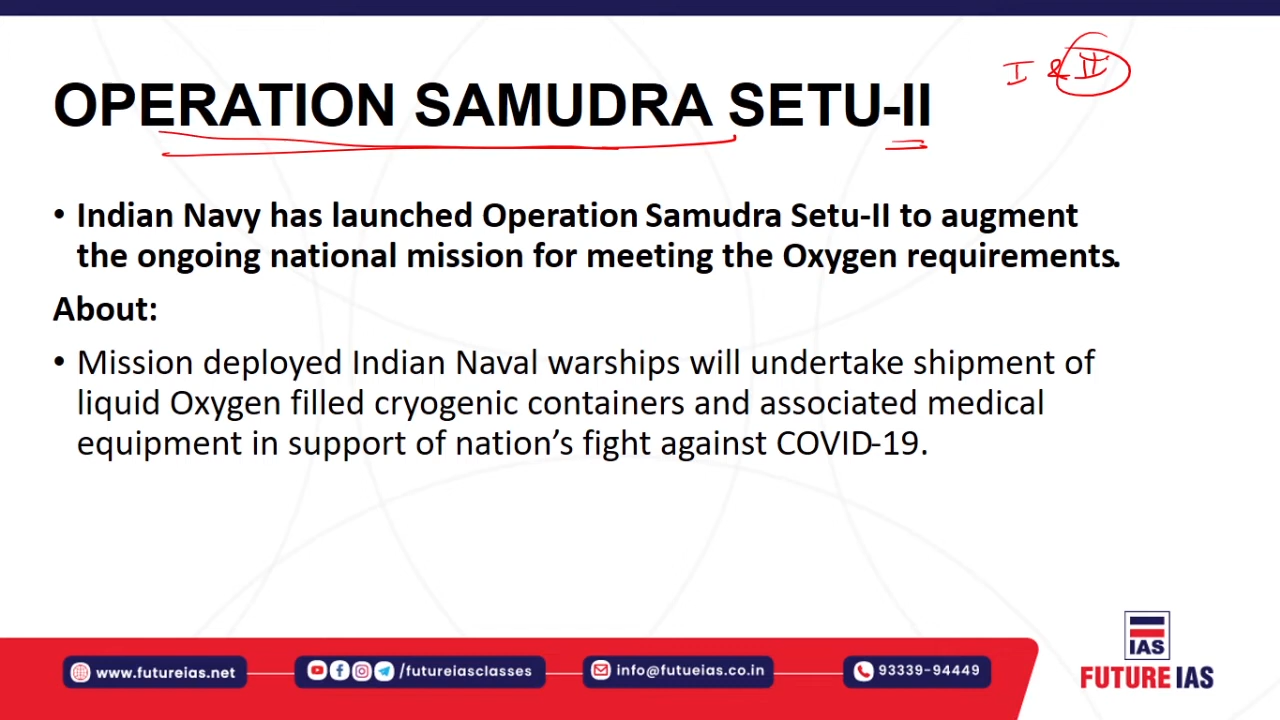 I & II
OPERATION SAMUDRA SETU-II
• Indian Navy has launched Operation Samudra Setu-II to augment
the ongoing national mission for meeting the Oxygen requirements.
About:
• Mission deployed Indian Naval warships will undertake shipment of
liquid Oxygen filled cryogenic containers and associated medical
equipment in support of nation's fight against COVID-19.
IAS
FUTURE IAS
www.futureias.net
/futureiasclasses
info@futueias.co.in
93339-94449